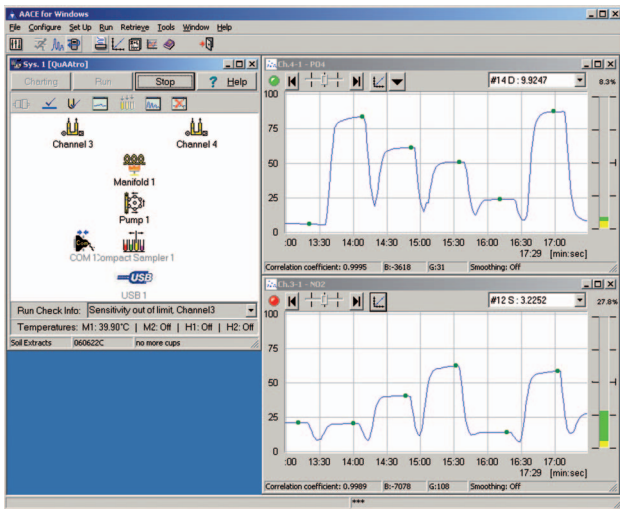 AACE for Windows
File Configure Set Up Run Retrieve Tools Window Help
Sys. 1 [QuAAtro]
Charting Run Stop ? Help
Channel 3 Channel 4
Manifold 1
Pump 1
COM 1 Compact Sampler 1
USB
USB 1
Run Check Info: Sensitivity out of limit, Channel3
Temperatures: M1: 39.90°C | M2: Off | H1: Off | H2: Off
Soil Extracts 060622C no more cups
Ch.4-1 - PO4
#14 D : 9.9247
8.3%
100
75
50
25
0
:00 13:30 14:00 14:30 15:00 15:30 16:00 16:30 17:00
17:29 [min:sec]
Correlation coefficient: 0.9995 B:-3618 G:31 Smoothing: Off
Ch.3-1 - NO2
#12 S : 3.2252
27.8%
100
75
50
25
0
:00 13:30 14:00 14:30 15:00 15:30 16:00 16:30 17:00
17:29 [min:sec]
Correlation coefficient: 0.9989 B:-7078 G:108 Smoothing: Off
***